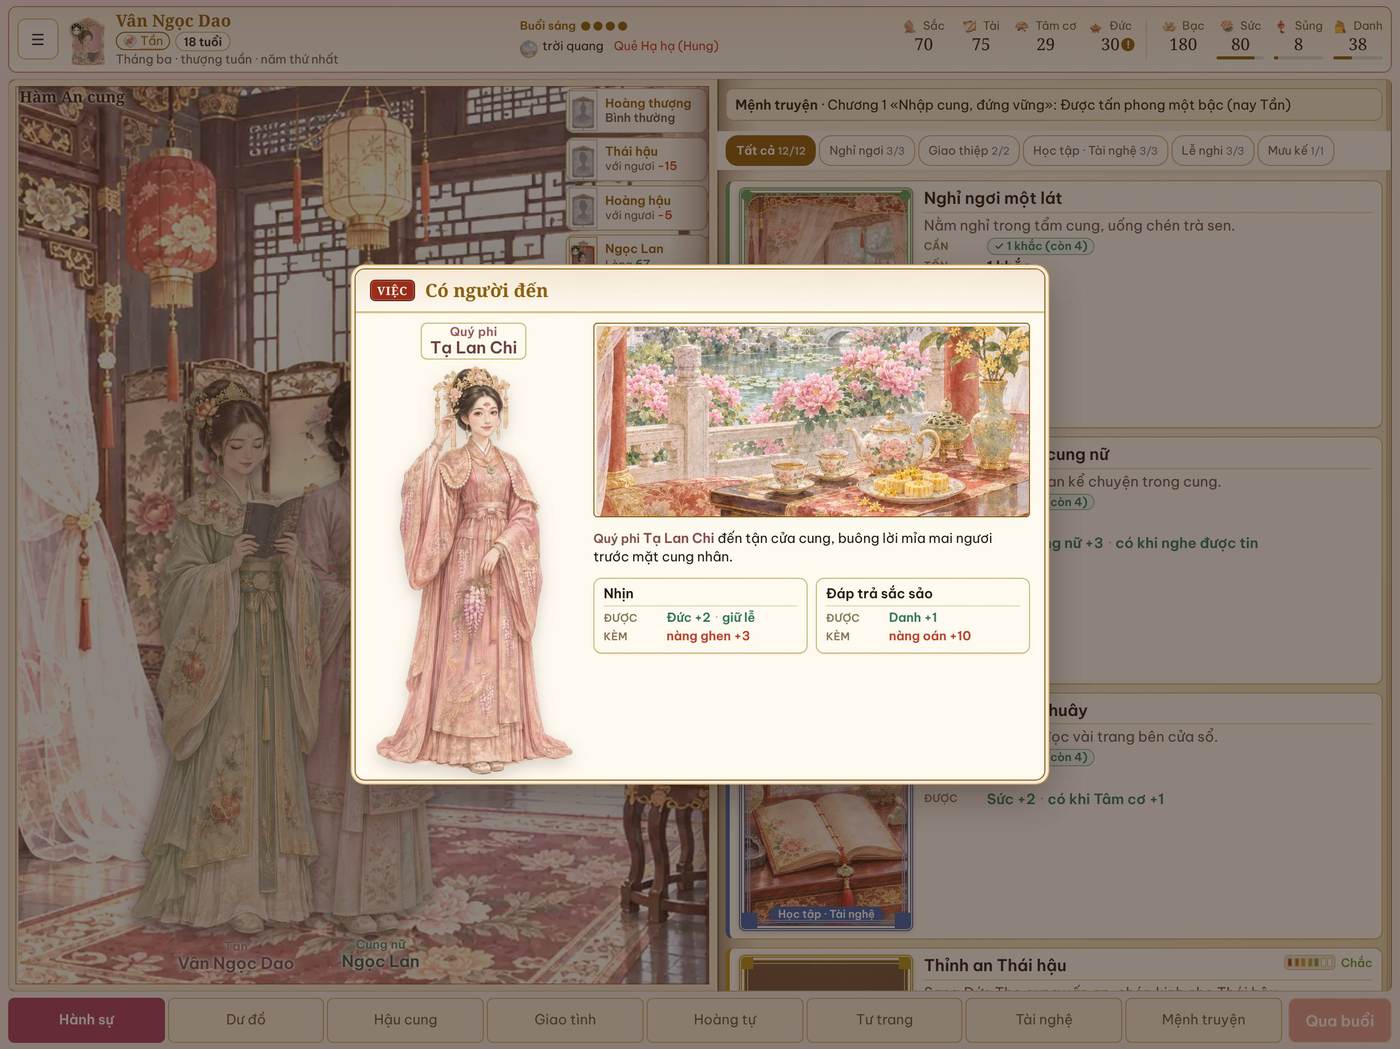 ☰
Vân Ngọc Dao
Tần
18 tuổi
Tháng ba · thượng tuần · năm thứ nhất
Buổi sáng
trời quang Quẻ Hạ hạ (Hung)
Sắc
70
Tài
75
Tâm cơ
29
Đức
30
Bạc
180
Sức
80
Sủng
8
Danh
38
Hàm An cung
Hoàng thượng
Bình thường
Thái hậu
với ngươi -15
Hoàng hậu
với ngươi -5
Ngọc Lan
Lòng 67
Mệnh truyện · Chương 1 «Nhập cung, đứng vững»: Được tấn phong một bậc (nay Tần)
Tất cả 12/12
Nghỉ ngơi 3/3
Giao thiệp 2/2
Học tập · Tài nghệ 3/3
Lễ nghi 3/3
Mưu kế 1/1
Nghỉ ngơi một lát
Nằm nghỉ trong tẩm cung, uống chén trà sen.
CẦN ✓ 1 khắc (còn 4)
TỐN 1 khắc
cung nữ
an kể chuyện trong cung.
còn 4)
nữ +3 · có khi nghe được tin
khuây
đọc vài trang bên cửa sổ.
còn 4)
ĐƯỢC Sức +2 · có khi Tâm cơ +1
Học tập · Tài nghệ
Thỉnh an Thái hậu
Chắc
VIỆC Có người đến
Quý phi
Tạ Lan Chi
Quý phi Tạ Lan Chi đến tận cửa cung, buông lời mỉa mai ngươi
trước mặt cung nhân.
Nhịn
ĐƯỢC Đức +2 · giữ lễ
KÈM nàng ghen +3
Đáp trả sắc sảo
ĐƯỢC Danh +1
KÈM nàng oán +10
Tần
Vân Ngọc Dao
Cung nữ
Ngọc Lan
Hành sự
Dư đồ
Hậu cung
Giao tình
Hoàng tự
Tư trang
Tài nghệ
Mệnh truyện
Qua buổi